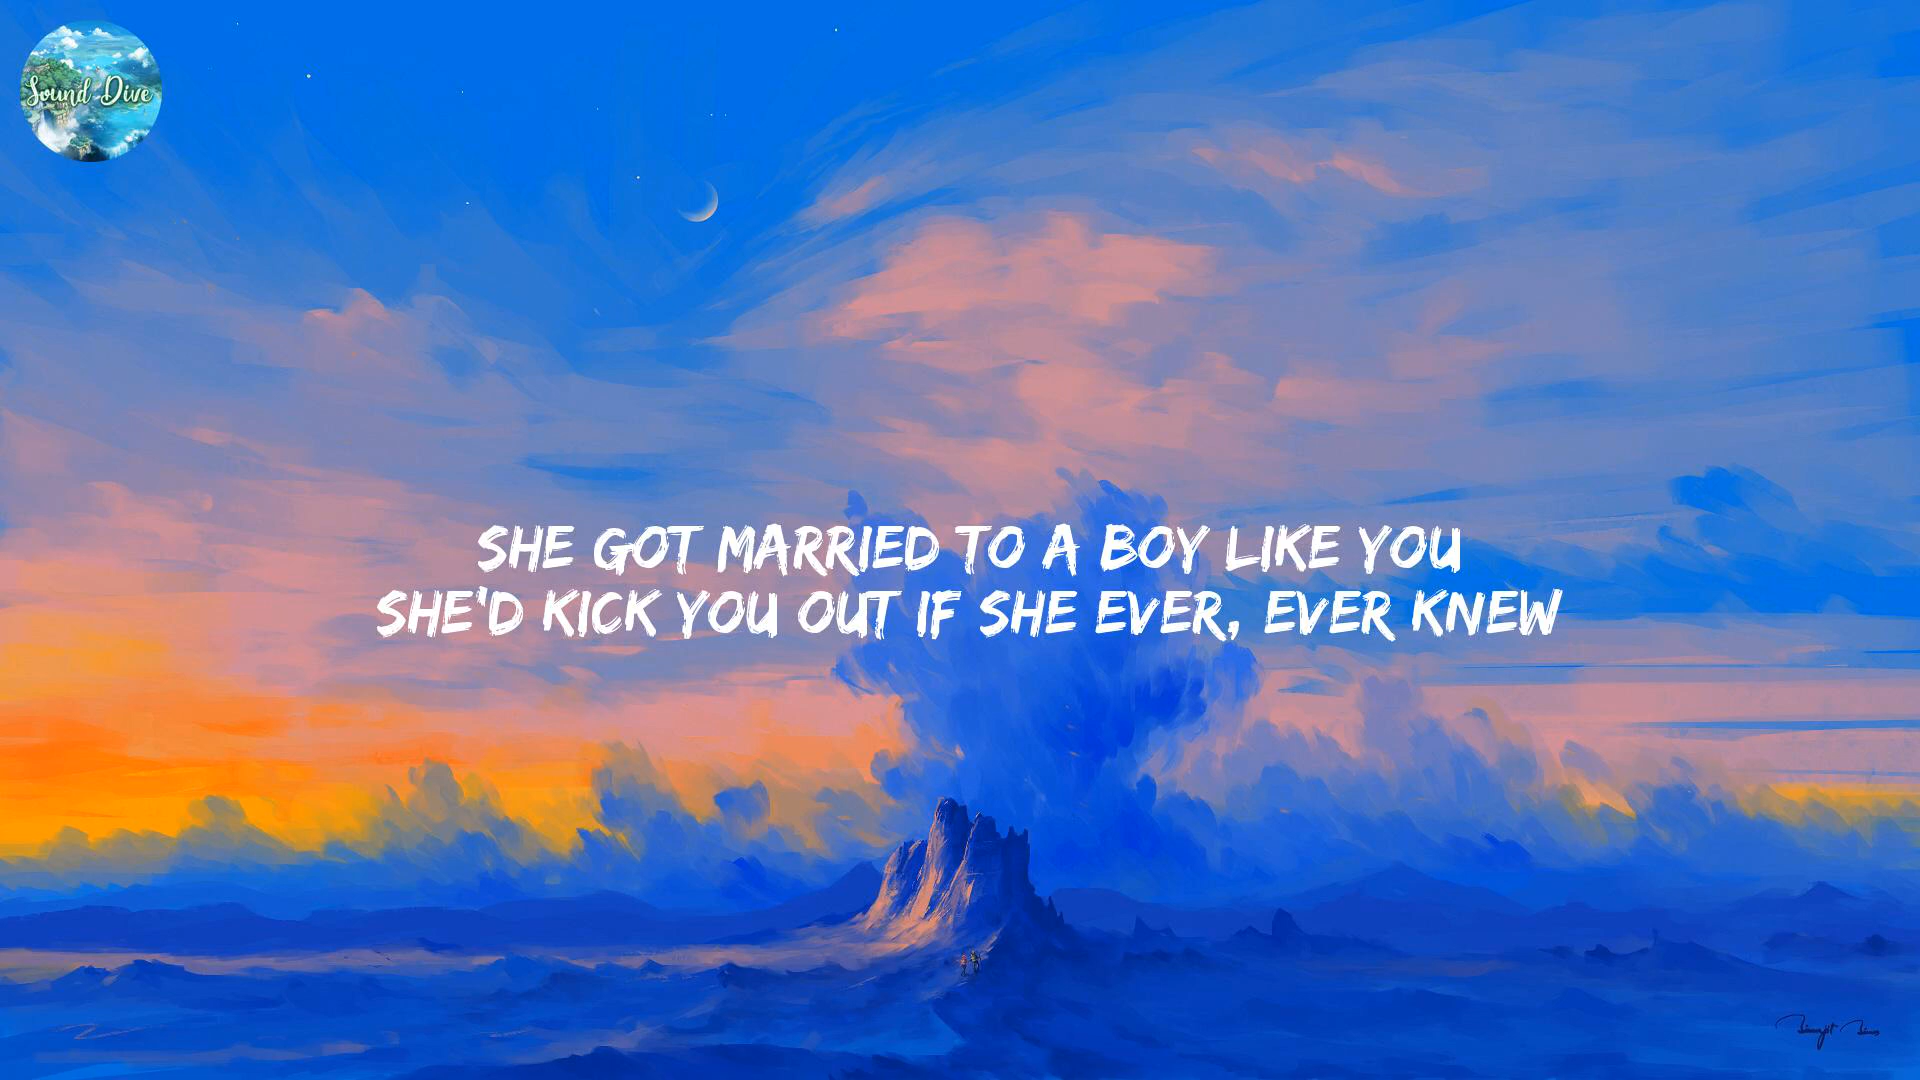 Sound Dive
SHE GOT MARRIED TO A BOY LIKE YOU
SHE'D KICK YOU OUT IF SHE EVER, EVER KNEW